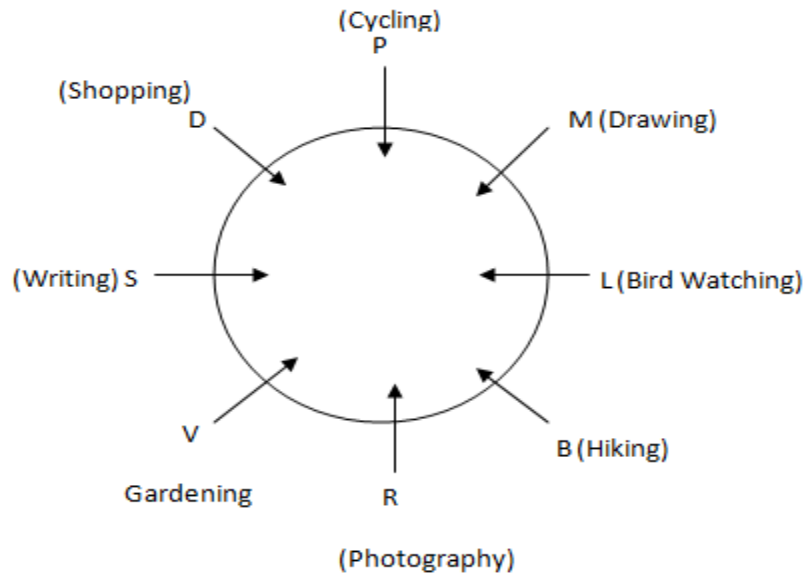 (Cycling)
P
(Shopping)
D
M (Drawing)
(Writing) S
L (Bird Watching)
V
B (Hiking)
Gardening
R
(Photography)